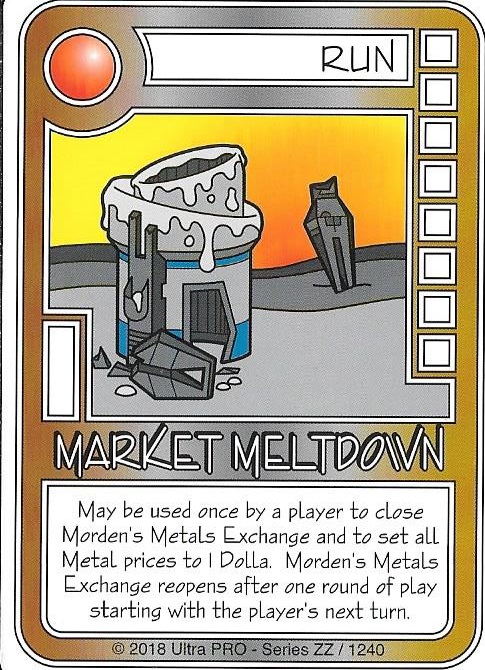 RUN
MARKET MELTDOWN
May be used once by a player to close
Morden's Metals Exchange and to set all
Metal prices to 1 Dolla.  Morden's Metals
Exchange reopens after one round of play
starting with the player's next turn.
© 2018 Ultra PRO - Series ZZ / 1240